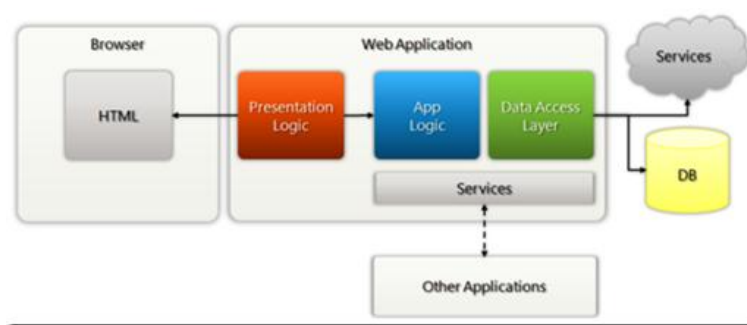 Browser
Web Application
Services
HTML
Presentation
Logic
App
Logic
Data Access
Layer
DB
Services
Other Applications